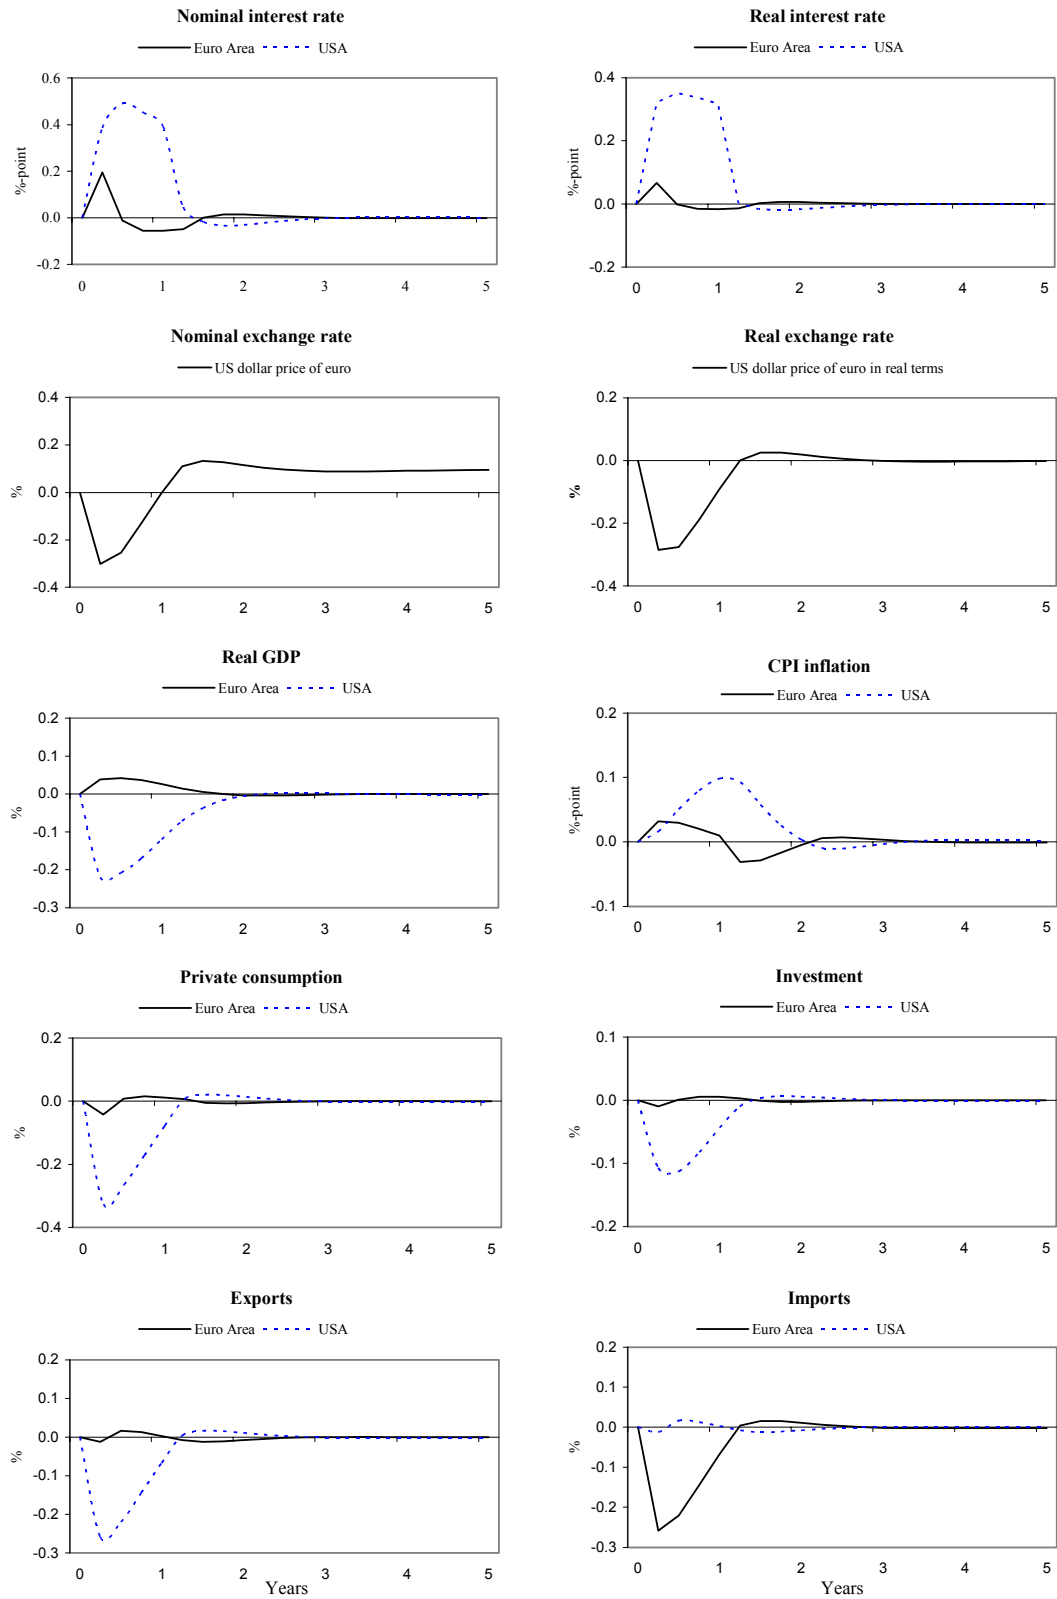 Nominal interest rate
Euro Area USA
0.6
0.4
0.2
0.0
-0.2
%-point
0 1 2 3 4 5
Real interest rate
Euro Area USA
0.4
0.2
0.0
-0.2
%-point
0 1 2 3 4 5
Nominal exchange rate
US dollar price of euro
0.4
0.2
0.0
-0.2
-0.4
%
0 1 2 3 4 5
Real exchange rate
US dollar price of euro in real terms
0.2
0.0
-0.2
-0.4
%
0 1 2 3 4 5
Real GDP
Euro Area USA
0.2
0.1
0.0
-0.1
-0.2
-0.3
%
0 1 2 3 4 5
CPI inflation
Euro Area USA
0.2
0.1
0.0
-0.1
%-point
0 1 2 3 4 5
Private consumption
Euro Area USA
0.2
0.0
-0.2
-0.4
%
0 1 2 3 4 5
Investment
Euro Area USA
0.1
0.0
-0.1
-0.2
%
0 1 2 3 4 5
Exports
Euro Area USA
0.2
0.1
0.0
-0.1
-0.2
-0.3
%
0 1 2 3 4 5
Years
Imports
Euro Area USA
0.2
0.1
0.0
-0.1
-0.2
-0.3
%
0 1 2 3 4 5
Years